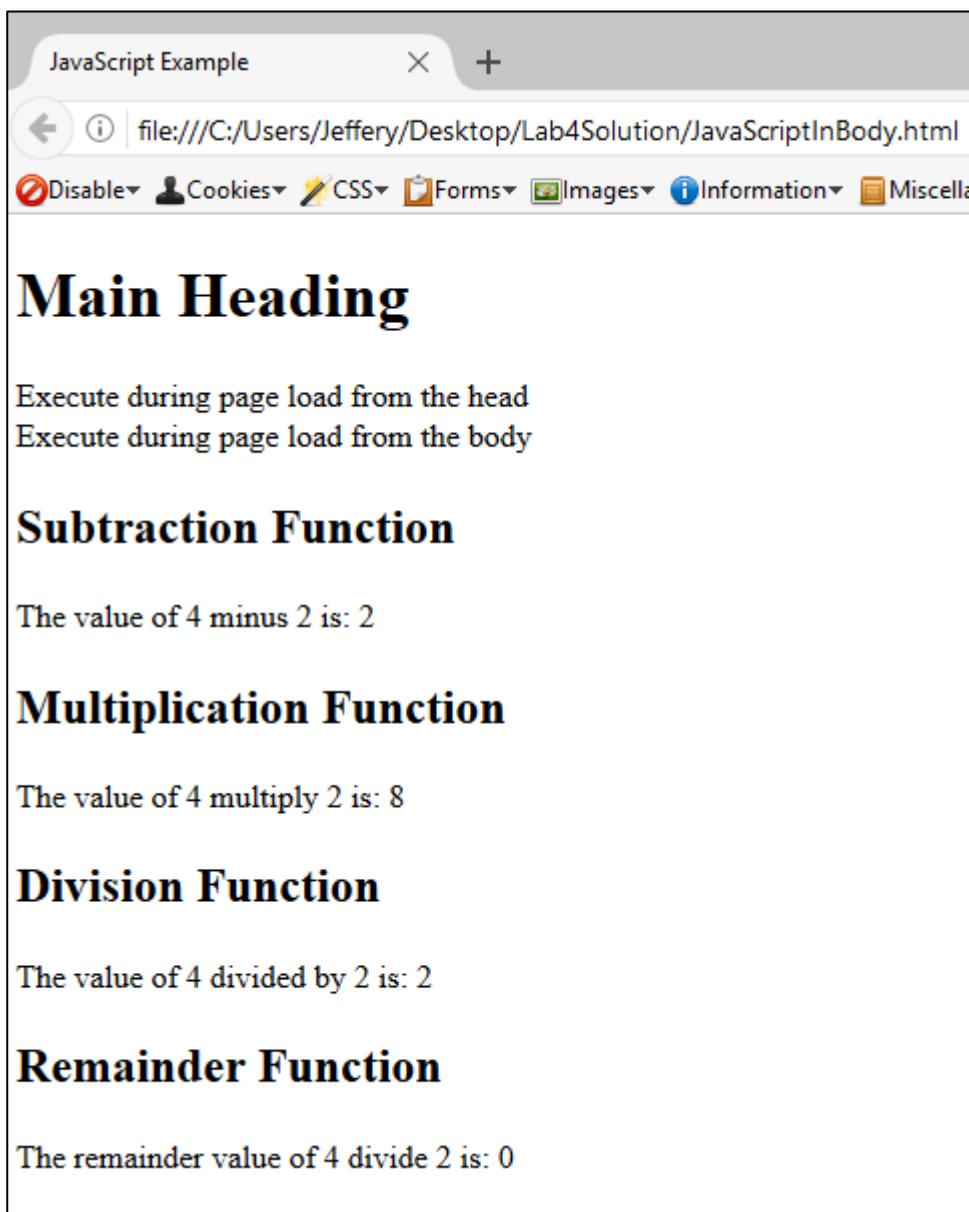 JavaScript Example
file:///C:/Users/Jeffery/Desktop/Lab4Solution/JavaScriptInBody.html
Disable Cookies CSS Forms Images Information Miscella
Main Heading
Execute during page load from the head
Execute during page load from the body
Subtraction Function
The value of 4 minus 2 is: 2
Multiplication Function
The value of 4 multiply 2 is: 8
Division Function
The value of 4 divided by 2 is: 2
Remainder Function
The remainder value of 4 divide 2 is: 0